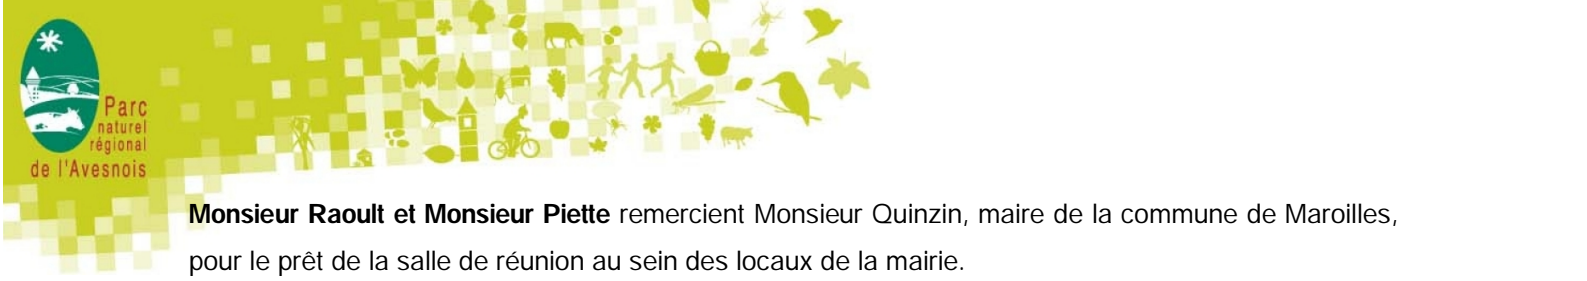 Parc
naturel
régional
de l'Avesnois
Monsieur Raoult et Monsieur Piette remercient Monsieur Quinzin, maire de la commune de Maroilles,
pour le prêt de la salle de réunion au sein des locaux de la mairie.